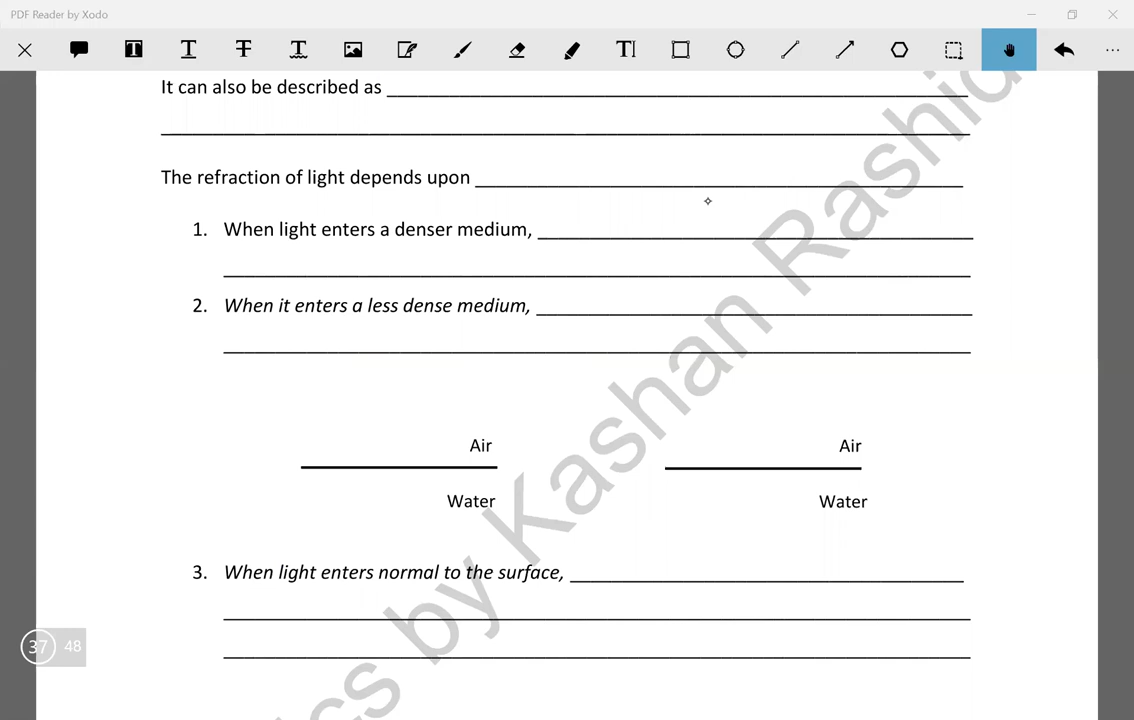 PDF Reader by Xodo
It can also be described as
The refraction of light depends upon
1. When light enters a denser medium,
2. When it enters a less dense medium,
Air Air
Water Water
3. When light enters normal to the surface,
37 48
cs by Kashan Rashid